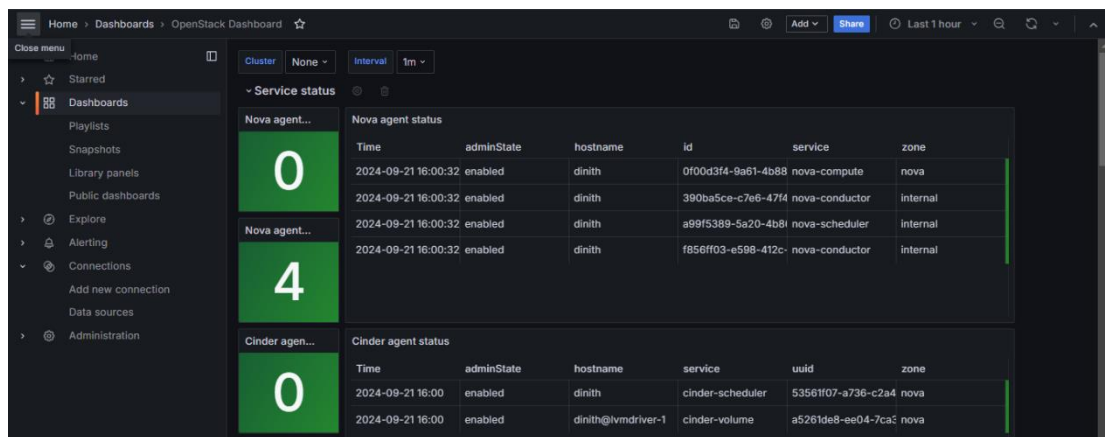 Home › Dashboards › OpenStack Dashboard
Add
Share
Last 1 hour
Close menu
Home
Starred
Dashboards
Playlists
Snapshots
Library panels
Public dashboards
Explore
Alerting
Connections
Add new connection
Data sources
Administration
Cluster None Interval 1m
Service status
Nova agent...
0
Nova agent...
4
Nova agent status
Time adminState hostname id service zone
2024-09-21 16:00:32 enabled dinith 0f00d3f4-9a61-4b88 nova-compute nova
2024-09-21 16:00:32 enabled dinith 390ba5ce-c7e6-47f4 nova-conductor internal
2024-09-21 16:00:32 enabled dinith a99f5389-5a20-4b8 nova-scheduler internal
2024-09-21 16:00:32 enabled dinith f856ff03-e598-412c- nova-conductor internal
Cinder agen...
0
Cinder agent status
Time adminState hostname service uuid zone
2024-09-21 16:00 enabled dinith cinder-scheduler 53561f07-a736-c2a4 nova
2024-09-21 16:00 enabled dinith@lvmdriver-1 cinder-volume a5261de8-ee04-7ca3 nova